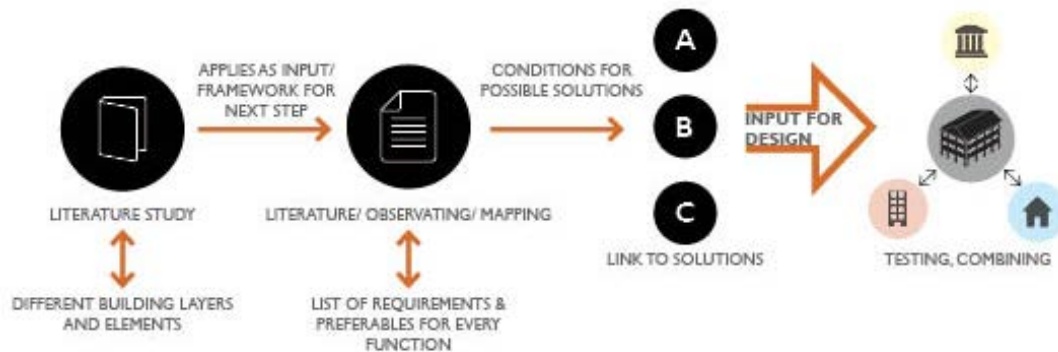 APPLIES AS INPUT/
FRAMEWORK FOR
NEXT STEP
CONDITIONS FOR
POSSIBLE SOLUTIONS
A
B
C
INPUT FOR
DESIGN
LITERATURE STUDY
LITERATURE/ OBSERVATING/ MAPPING
LINK TO SOLUTIONS
TESTING, COMBINING
DIFFERENT BUILDING LAYERS
AND ELEMENTS
LIST OF REQUIREMENTS &
PREFERABLES FOR EVERY
FUNCTION